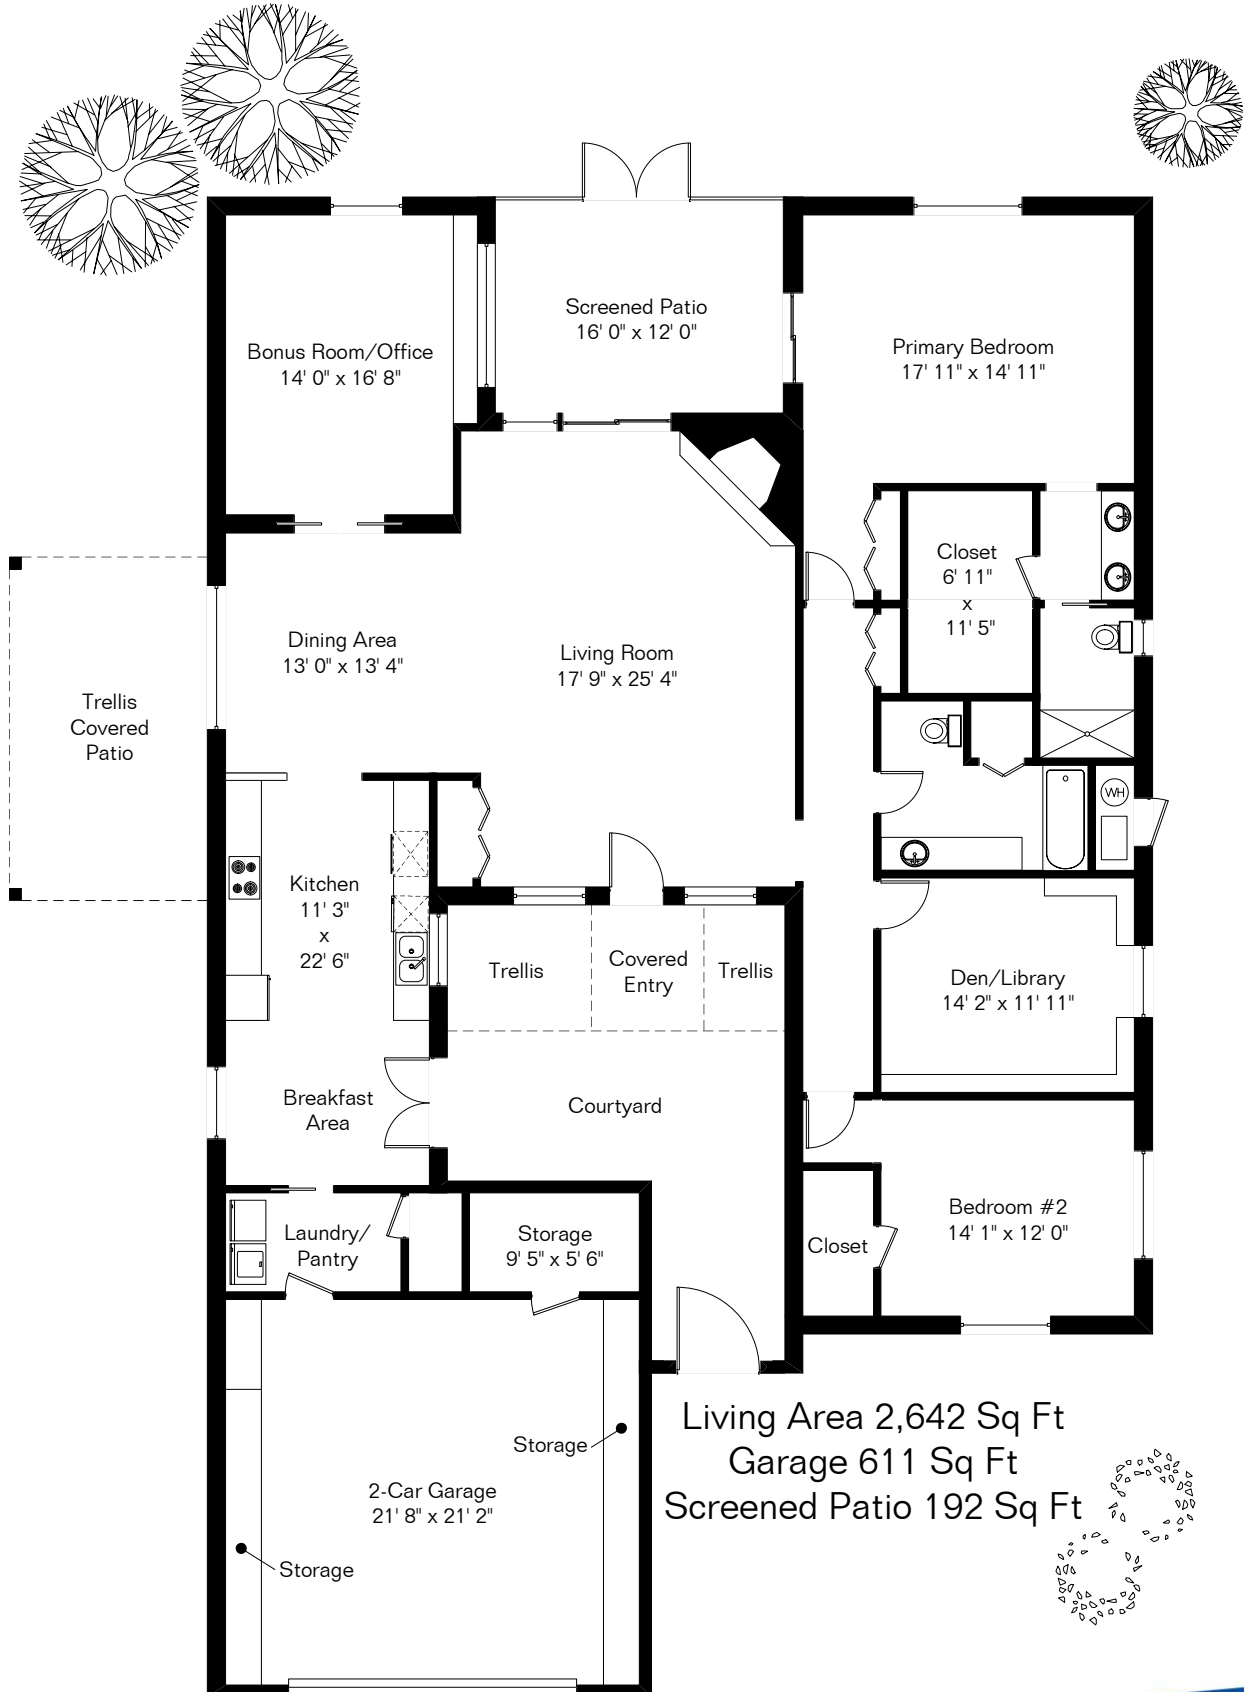 Screened Patio
16' 0" x 12' 0"
Bonus Room/Office
14' 0" x 16' 8"
Primary Bedroom
17' 11" x 14' 11"
Closet
6' 11"
x
11' 5"
Dining Area
13' 0" x 13' 4"
Living Room
17' 9" x 25' 4"
Trellis
Covered
Patio
WH
Kitchen
11' 3"
x
22' 6"
Trellis
Covered
Entry
Trellis
Den/Library
14' 2" x 11' 11"
Breakfast
Area
Courtyard
Bedroom #2
14' 1" x 12' 0"
Closet
Laundry/
Pantry
Storage
9' 5" x 5' 6"
Living Area 2,642 Sq Ft
Garage 611 Sq Ft
Screened Patio 192 Sq Ft
Storage
2-Car Garage
21' 8" x 21' 2"
Storage